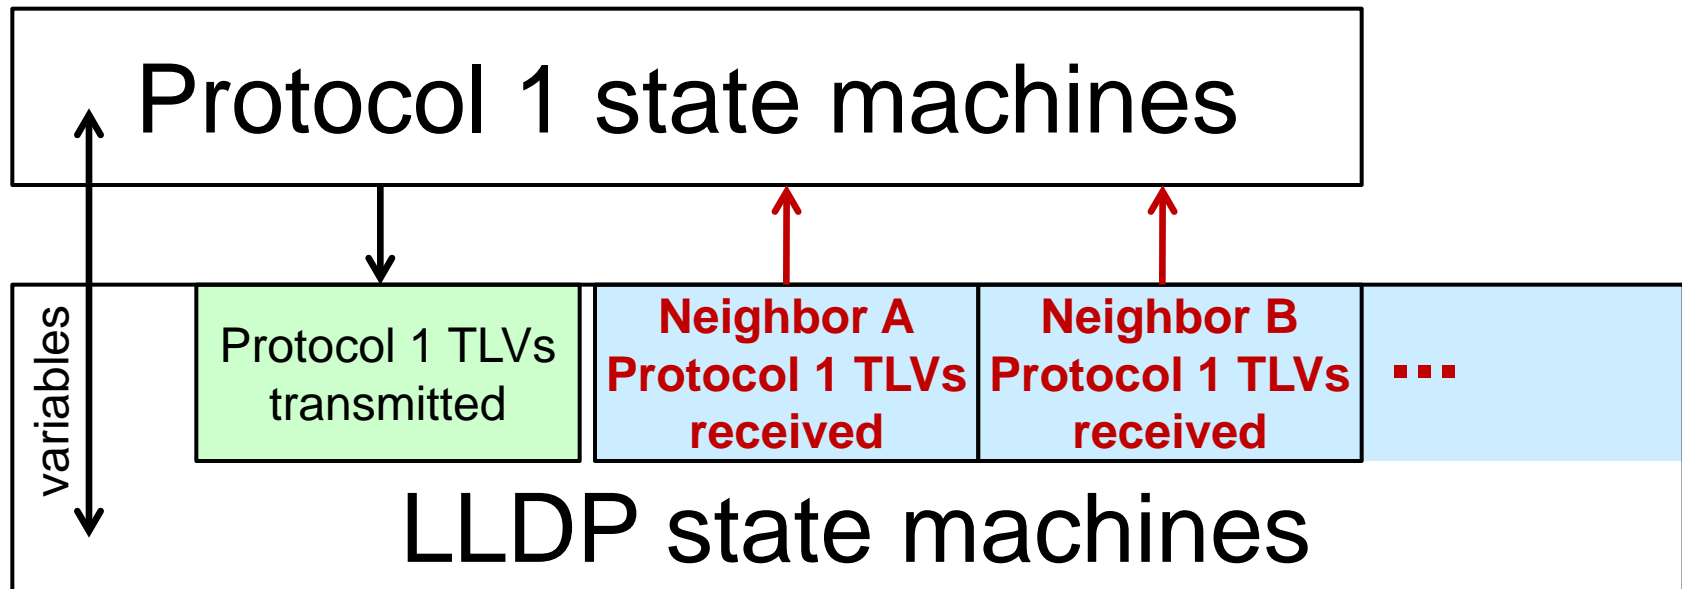 Protocol 1 state machines
variables
Protocol 1 TLVs
transmitted
Neighbor A
Protocol 1 TLVs
received
Neighbor B
Protocol 1 TLVs
received
...
LLDP state machines